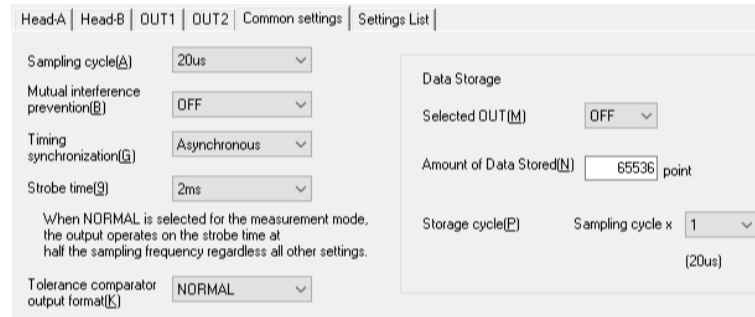 Head-A Head-B OUT1 OUT2 Common settings Settings List
Sampling cycle(A) 20us
Mutual interference
prevention(B) OFF
Timing
synchronization(G) Asynchronous
Strobe time(9) 2ms
When NORMAL is selected for the measurement mode,
the output operates on the strobe time at
half the sampling frequency regardless all other settings.
Tolerance comparator
output format(K) NORMAL
Data Storage
Selected OUT(M) OFF
Amount of Data Stored(N) 65536 point
Storage cycle(P) Sampling cycle x 1
(20us)